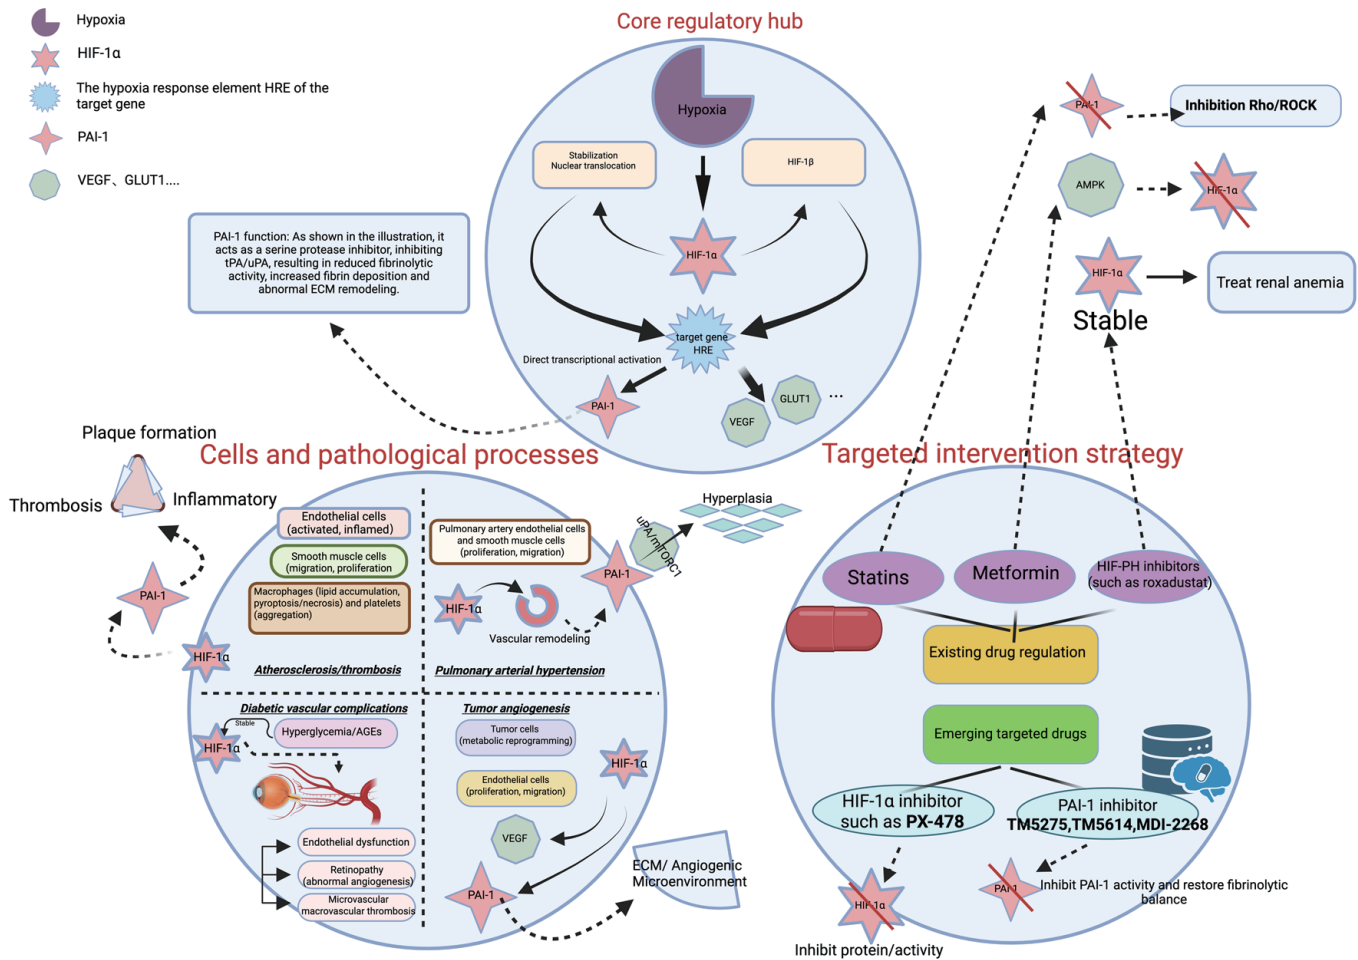 Hypoxia
HIF-1α
The hypoxia response element HRE of the
target gene
PAI-1
VEGF、GLUT1....
Core regulatory hub
Hypoxia
Stabilization
Nuclear translocation
HIF-1β
HIF-1α
target gene
HRE
Direct transcriptional activation
PAI-1
VEGF
GLUT1
...
PAI-1 function: As shown in the illustration, it
acts as a serine protease inhibitor, inhibiting
tPA/uPA, resulting in reduced fibrinolytic
activity, increased fibrin deposition and
abnormal ECM remodeling.
PAI-1
Inhibition Rho/ROCK
AMPK
HIF-1α
HIF-1α
Stable
Treat renal anemia
Cells and pathological processes
Plaque formation
Thrombosis
Inflammatory
PAI-1
HIF-1α
Endothelial cells
(activated, inflamed)
Smooth muscle cells
(migration, proliferation
Macrophages (lipid accumulation,
pyroptosis/necrosis) and platelets
(aggregation)
Atherosclerosis/thrombosis
Pulmonary artery endothelial cells
and smooth muscle cells
(proliferation, migration)
HIF-1α
Vascular remodeling
PAI-1
uPA/mTORC1
Hyperplasia
Pulmonary arterial hypertension
Diabetic vascular complications
Stable
HIF-1α
Hyperglycemia/AGEs
Endothelial dysfunction
Retinopathy
(abnormal angiogenesis)
Microvascular
macrovascular thrombosis
Tumor angiogenesis
Tumor cells
(metabolic reprogramming)
Endothelial cells
(proliferation, migration)
HIF-1α
VEGF
PAI-1
ECM/ Angiogenic
Microenvironment
Targeted intervention strategy
Statins
Metformin
HIF-PH inhibitors
(such as roxadustat)
Existing drug regulation
Emerging targeted drugs
HIF-1α inhibitor
such as PX-478
PAI-1 inhibitor
TM5275,TM5614,MDI-2268
HIF-1α
Inhibit protein/activity
PAI-1
Inhibit PAI-1 activity and restore fibrinolytic
balance